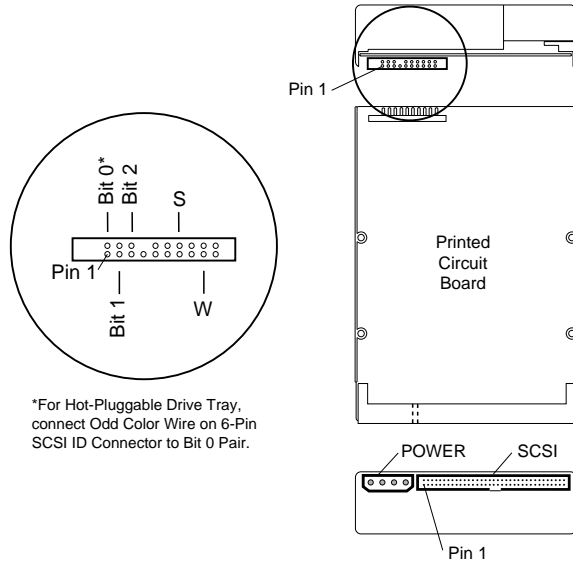 Pin 1
Bit 0*
Bit 2
S
Pin 1
Bit 1
W
Printed
Circuit
Board
*For Hot-Pluggable Drive Tray,
connect Odd Color Wire on 6-Pin
SCSI ID Connector to Bit 0 Pair.
POWER
SCSI
Pin 1